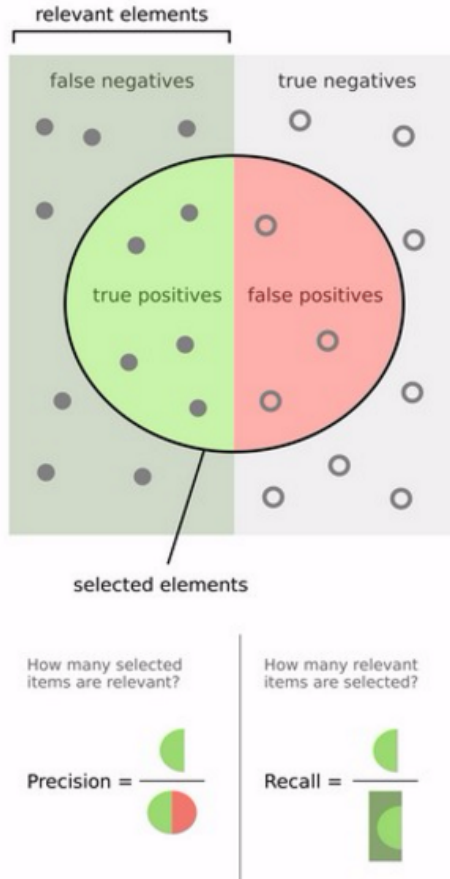 relevant elements
false negatives
true negatives
true positives
false positives
selected elements
How many selected
items are relevant?
Precision =
How many relevant
items are selected?
Recall =